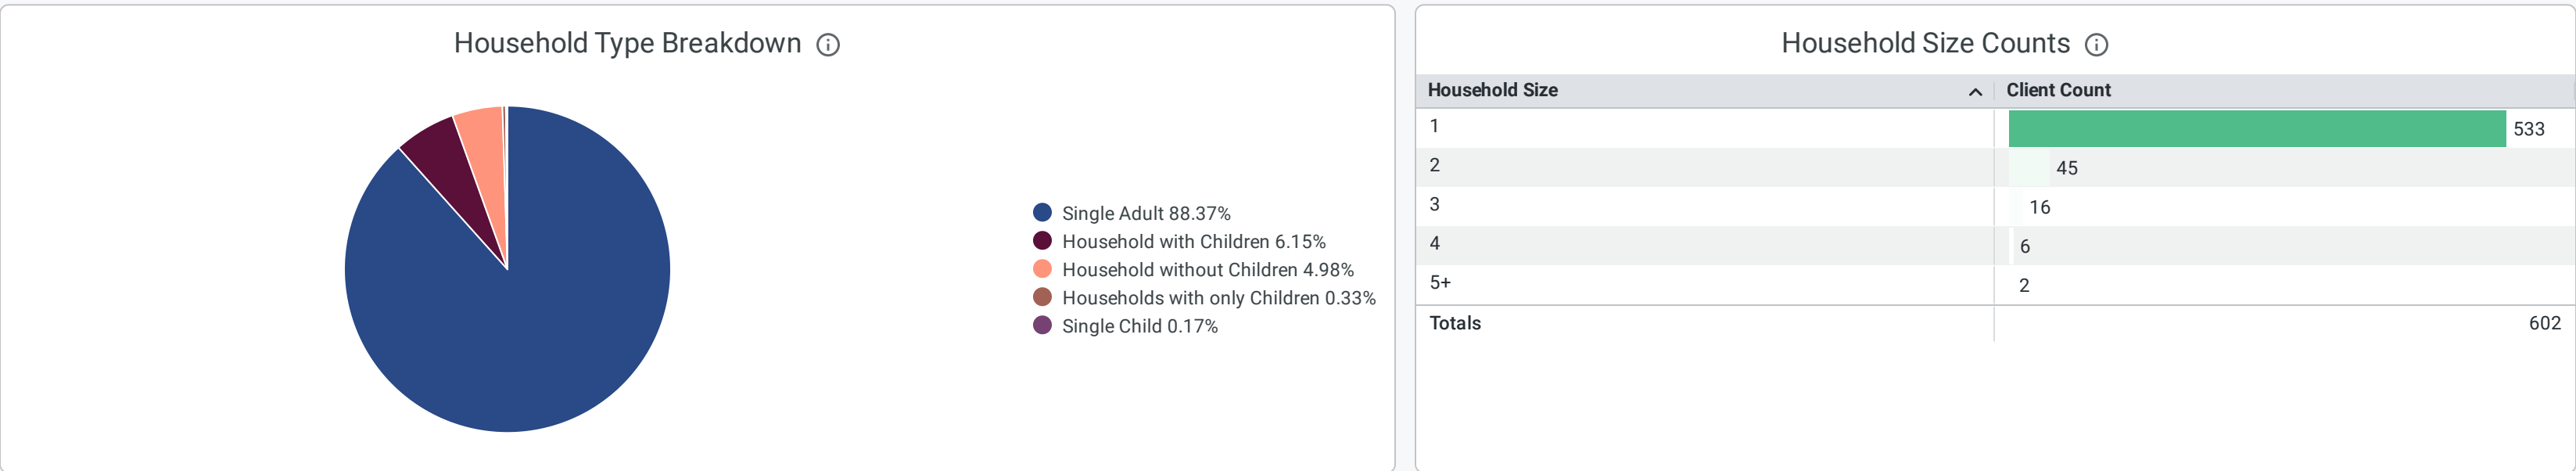 Household Type Breakdown
Single Adult 88.37%
Household with Children 6.15%
Household without Children 4.98%
Households with only Children 0.33%
Single Child 0.17%
Household Size Counts
Household Size Client Count
1 533
2 45
3 16
4 6
5+ 2
Totals 602